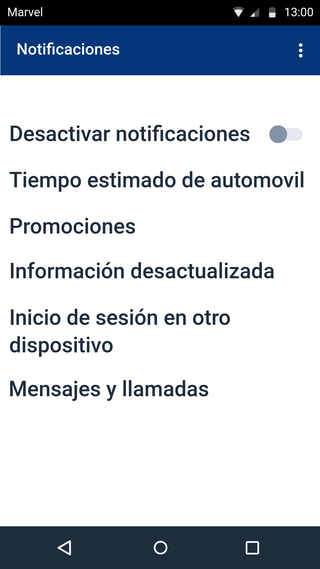 Marvel 13:00
Notificaciones
Desactivar notificaciones
Tiempo estimado de automovil
Promociones
Información desactualizada
Inicio de sesión en otro
dispositivo
Mensajes y llamadas